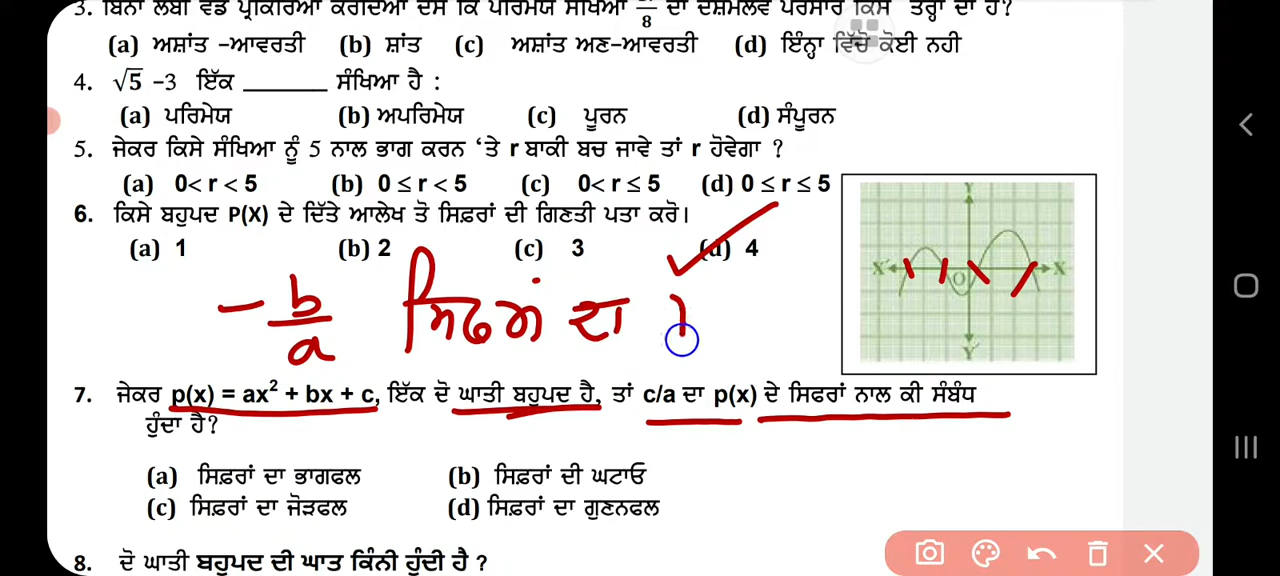 3. ਬਿਨਾਂ ਲੰਬੀ ਵੰਡ ਪ੍ਰਕਿਰਿਆ ਕਰਦਿਆਂ ਦੱਸੋ ਕਿ ਪਰਿਮੇਯ ਸੰਖਿਆ /8 ਦਾ ਦਸ਼ਮਲਵ ਪਰਸਾਰ ਕਿਸ ਤਰ੍ਹਾਂ ਦਾ ਹੈ?
(a) ਅਸ਼ਾਂਤ -ਆਵਰਤੀ (b) ਸ਼ਾਂਤ (c) ਅਸ਼ਾਂਤ ਅਣ-ਆਵਰਤੀ (d) ਇੰਨ੍ਹਾ ਵਿੱਚੋ ਕੋਈ ਨਹੀ
4. √5 -3 ਇੱਕ ______ ਸੰਖਿਆ ਹੈ :
(a) ਪਰਿਮੇਯ (b) ਅਪਰਿਮੇਯ (c) ਪੂਰਨ (d) ਸੰਪੂਰਨ
5. ਜੇਕਰ ਕਿਸੇ ਸੰਖਿਆ ਨੂੰ 5 ਨਾਲ ਭਾਗ ਕਰਨ ‘ਤੇ r ਬਾਕੀ ਬਚ ਜਾਵੇ ਤਾਂ r ਹੋਵੇਗਾ ?
(a) 0< r < 5 (b) 0 ≤ r < 5 (c) 0< r ≤ 5 (d) 0 ≤ r ≤ 5
6. ਕਿਸੇ ਬਹੁਪਦ P(X) ਦੇ ਦਿੱਤੇ ਆਲੇਖ ਤੋ ਸਿਫ਼ਰਾਂ ਦੀ ਗਿਣਤੀ ਪਤਾ ਕਰੋ।
(a) 1 (b) 2 (c) 3 (d) 4
Y
X' O X
Y'
-b/a ਸਿਫਰਾਂ ਦਾ
7. ਜੇਕਰ p(x) = ax² + bx + c, ਇੱਕ ਦੋ ਘਾਤੀ ਬਹੁਪਦ ਹੈ, ਤਾਂ c/a ਦਾ p(x) ਦੇ ਸਿਫਰਾਂ ਨਾਲ ਕੀ ਸੰਬੰਧ
ਹੁੰਦਾ ਹੈ?
(a) ਸਿਫ਼ਰਾਂ ਦਾ ਭਾਗਫਲ (b) ਸਿਫ਼ਰਾਂ ਦੀ ਘਟਾਓ
(c) ਸਿਫ਼ਰਾਂ ਦਾ ਜੋੜਫਲ (d) ਸਿਫ਼ਰਾਂ ਦਾ ਗੁਣਨਫਲ
8. ਦੋ ਘਾਤੀ ਬਹੁਪਦ ਦੀ ਘਾਤ ਕਿੰਨੀ ਹੁੰਦੀ ਹੈ ?